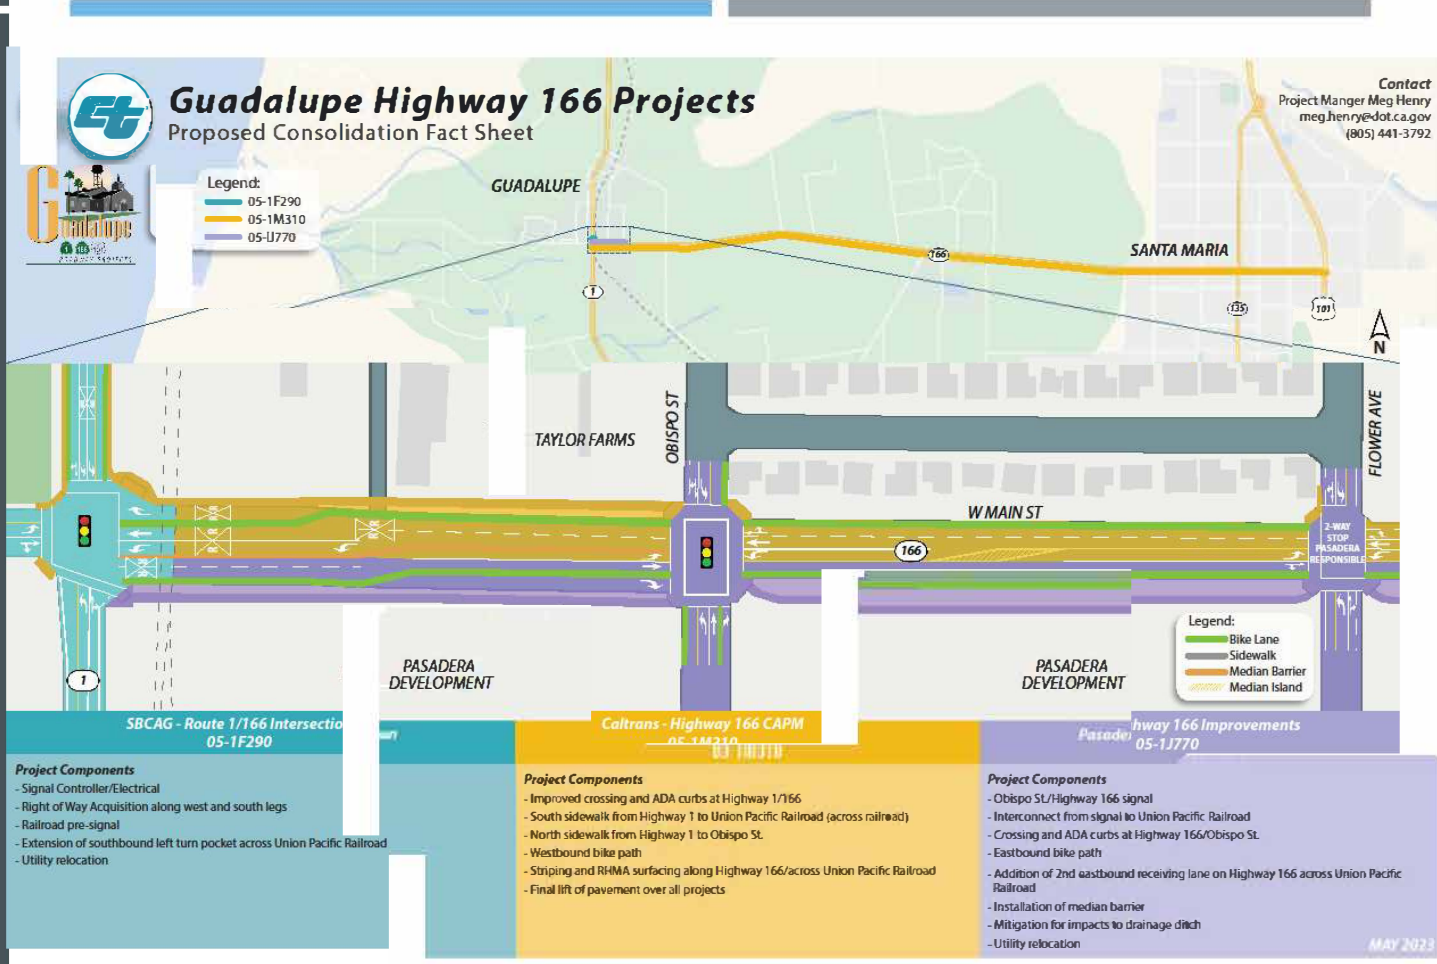 Guadalupe Highway 166 Projects
Proposed Consolidation Fact Sheet
Contact
Project Manger Meg Henry
meg.henry@dot.ca.gov
(805) 441-3792
Guadalupe
Legend:
05-1F290
05-1M310
05-1J770
GUADALUPE
SANTA MARIA
166
1
135
101
N
TAYLOR FARMS
OBISPO ST
FLOWER AVE
W MAIN ST
166
2-WAY
STOP
PASADERA
RESPONSIBLE
R R
R R
R R
R R
R R
1
PASADERA
DEVELOPMENT
PASADERA
DEVELOPMENT
Legend:
Bike Lane
Sidewalk
Median Barrier
Median Island
SBCAG - Route 1/166 Intersectio
05-1F290
Project Components
- Signal Controller/Electrical
- Right of Way Acquisition along west and south legs
- Railroad pre-signal
- Extension of southbound left turn pocket across Union Pacific Railroad
- Utility relocation
Caltrans - Highway 166 CAPM
05-1M310
Project Components
- Improved crossing and ADA curbs at Highway 1/166
- South sidewalk from Highway 1 to Union Pacific Railroad (across railroad)
- North sidewalk from Highway 1 to Obispo St.
- Westbound bike path
- Striping and RHMA surfacing along Highway 166/across Union Pacific Railroad
- Final lift of pavement over all projects
Pasade hway 166 Improvements
05-1J770
Project Components
- Obispo St./Highway 166 signal
- Interconnect from signal to Union Pacific Railroad
- Crossing and ADA curbs at Highway 166/Obispo St.
- Eastbound bike path
- Addition of 2nd eastbound receiving lane on Highway 166 across Union Pacific
Railroad
- Installation of median barrier
- Mitigation for impacts to drainage ditch
- Utility relocation
MAY 2023